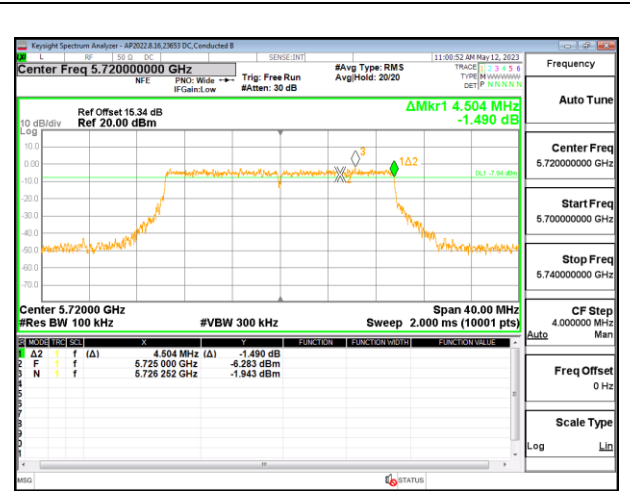 Keysight Spectrum Analyzer - AP2022.8.16,23653 DC,Conducted B
L RF 50 Ω DC SENSE:INT 11:00:52 AM May 12, 2023
Center Freq 5.720000000 GHz
NFE
PNO: Wide
IFGain:Low
Trig: Free Run
#Atten: 30 dB
#Avg Type: RMS
Avg|Hold: 20/20
TRACE 1 2 3 4 5 6
TYPE M WWWWW
DET P N N N N N
Ref Offset 15.34 dB
10 dB/div Ref 20.00 dBm
ΔMkr1 4.504 MHz
-1.490 dB
Log
10.0
0.00
-10.0
-20.0
-30.0
-40.0
-50.0
-60.0
-70.0
3
1Δ2
2
DL1 -7.94 dBm
Center 5.72000 GHz Span 40.00 MHz
#Res BW 100 kHz #VBW 300 kHz Sweep 2.000 ms (10001 pts)
MODE TRC SCL X Y FUNCTION FUNCTION WIDTH FUNCTION VALUE
1 Δ2 1 f (Δ) 4.504 MHz (Δ) -1.490 dB
2 F 1 f 5.725 000 GHz -6.283 dBm
3 N 1 f 5.726 252 GHz -1.943 dBm
4
5
6
7
8
9
MSG STATUS
Frequency
Auto Tune
Center Freq
5.720000000 GHz
Start Freq
5.700000000 GHz
Stop Freq
5.740000000 GHz
CF Step
4.000000 MHz
Auto Man
Freq Offset
0 Hz
Scale Type
Log Lin